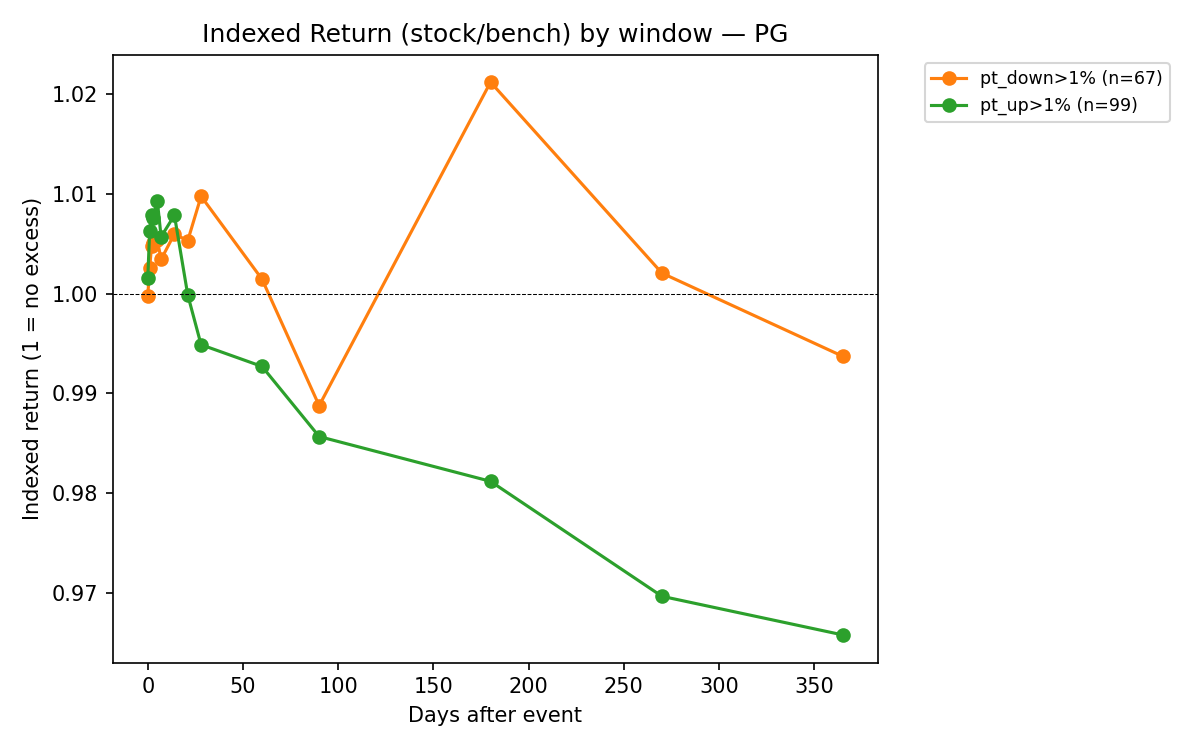 Indexed Return (stock/bench) by window — PG
pt_down>1% (n=67)
pt_up>1% (n=99)
Indexed return (1 = no excess)
1.02
1.01
1.00
0.99
0.98
0.97
0 50 100 150 200 250 300 350
Days after event